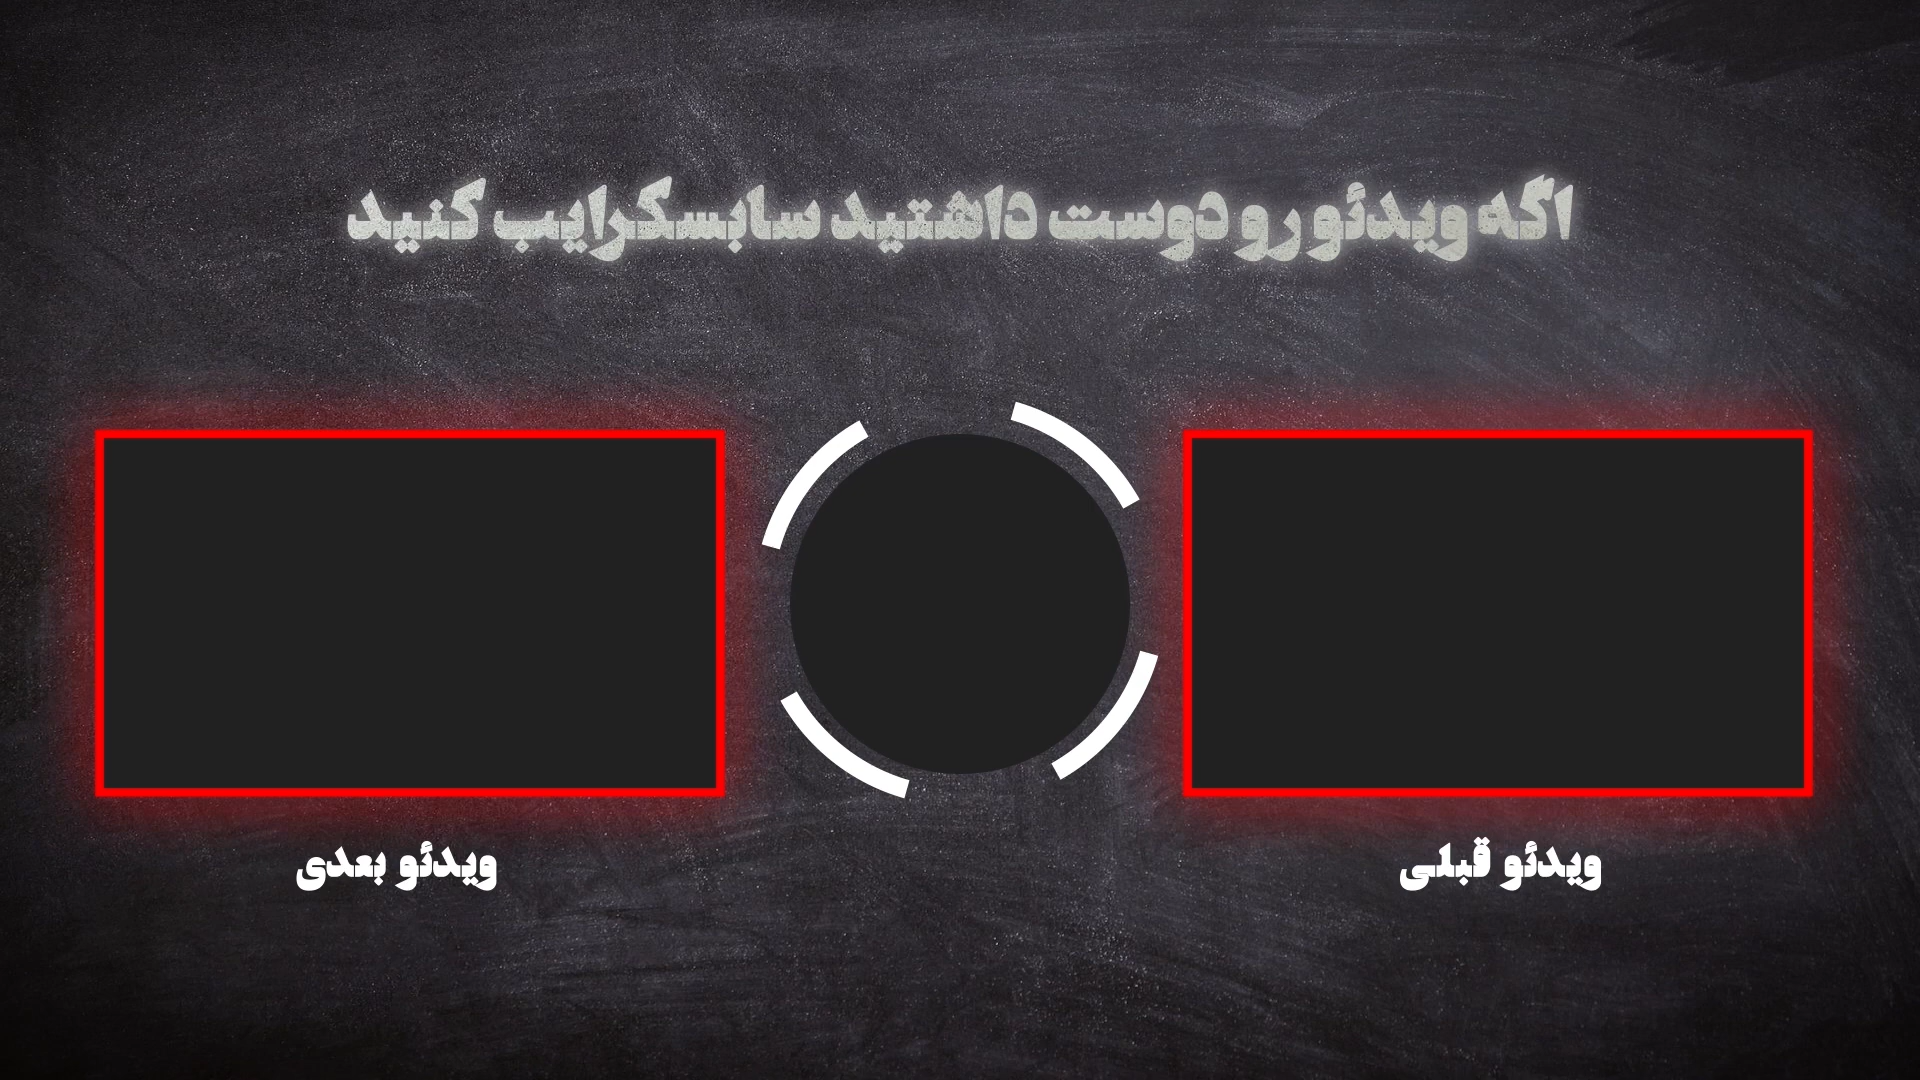 اگه ویدئو رو دوست داشتید سابسکرایب کنید
ویدئو قبلی
ویدئو بعدی